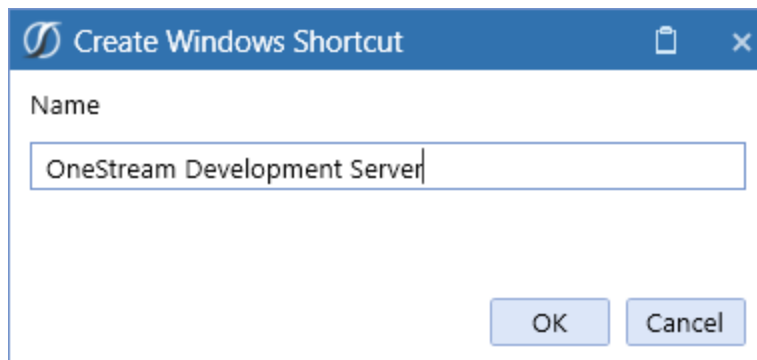 Create Windows Shortcut
Name
OneStream Development Server
OK Cancel